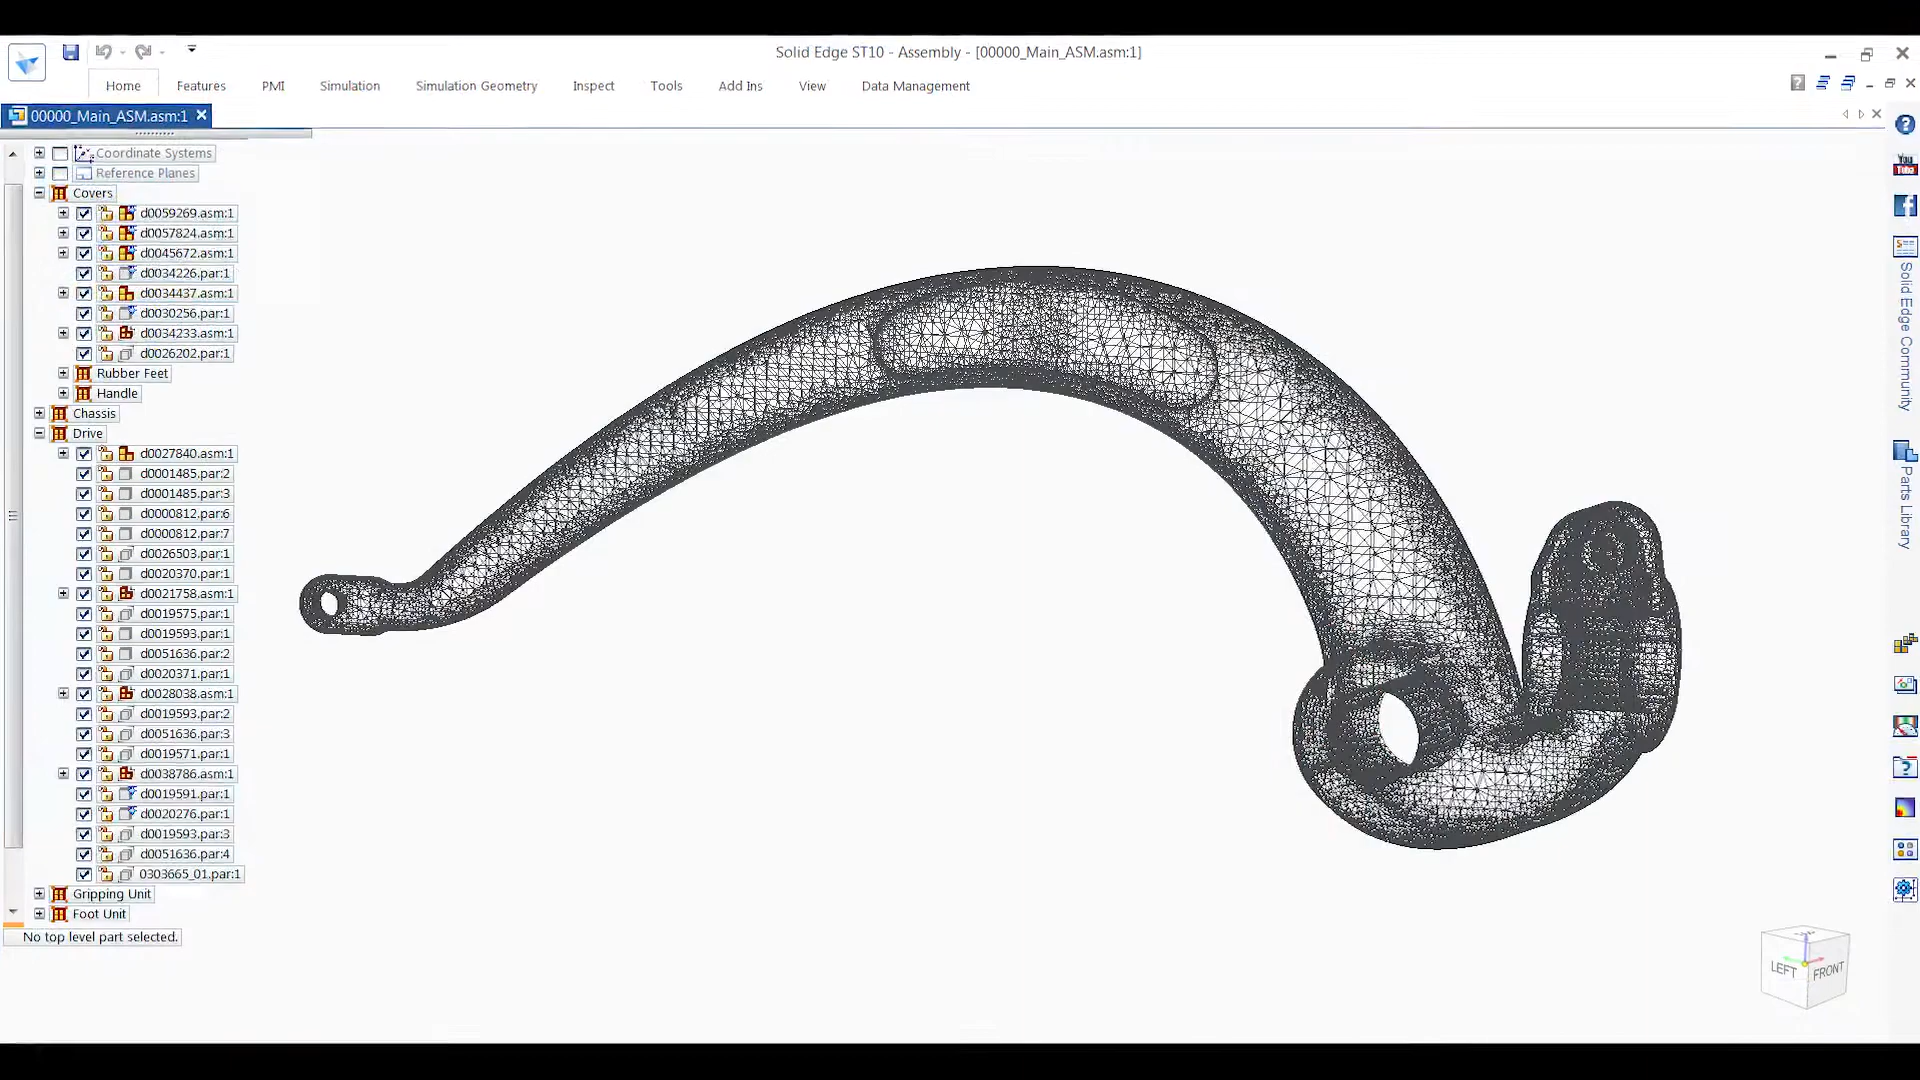 Solid Edge ST10 - Assembly - [00000_Main_ASM.asm:1]
Home Features PMI Simulation Simulation Geometry Inspect Tools Add Ins View Data Management
00000_Main_ASM.asm:1
Coordinate Systems
Reference Planes
Covers
d0059269.asm:1
d0057824.asm:1
d0045672.asm:1
d0034226.par:1
d0034437.asm:1
d0030256.par:1
d0034233.asm:1
d0026202.par:1
Rubber Feet
Handle
Chassis
Drive
d0027840.asm:1
d0001485.par:2
d0001485.par:3
d0000812.par:6
d0000812.par:7
d0026503.par:1
d0020370.par:1
d0021758.asm:1
d0019575.par:1
d0019593.par:1
d0051636.par:2
d0020371.par:1
d0028038.asm:1
d0019593.par:2
d0051636.par:3
d0019571.par:1
d0038786.asm:1
d0019591.par:1
d0020276.par:1
d0019593.par:3
d0051636.par:4
0303665_01.par:1
Gripping Unit
Foot Unit
No top level part selected.
You
Tube
Solid Edge Community
Parts Library
LEFT
FRONT